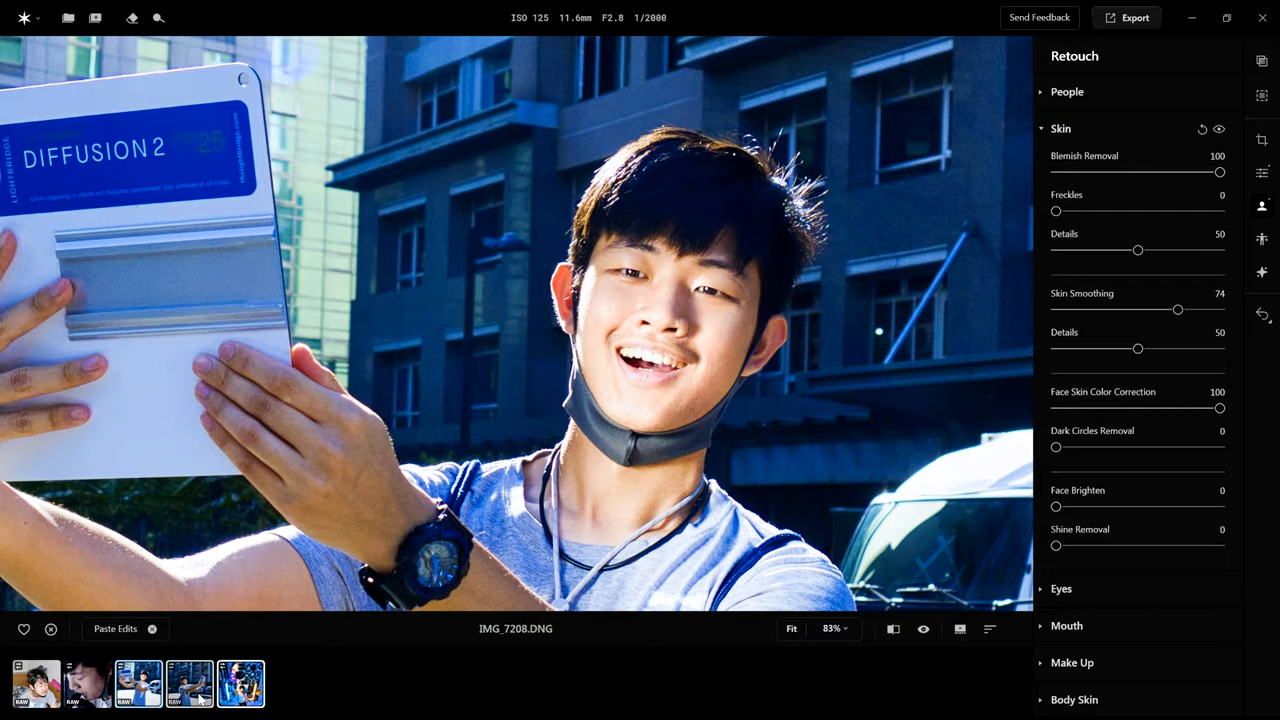 ISO 125 11.6mm F2.8 1/2000
Send Feedback
Export
LIGHTBRIDGE
DIFFUSION 2
25
thelightbridge.com
Retouch
People
Skin
Blemish Removal 100
Freckles 0
Details 50
Skin Smoothing 74
Details 50
Face Skin Color Correction 100
Dark Circles Removal 0
Face Brighten 0
Shine Removal 0
Eyes
Mouth
Make Up
Body Skin
Paste Edits
IMG_7208.DNG
Fit
83%
RAW
RAW
RAW
RAW